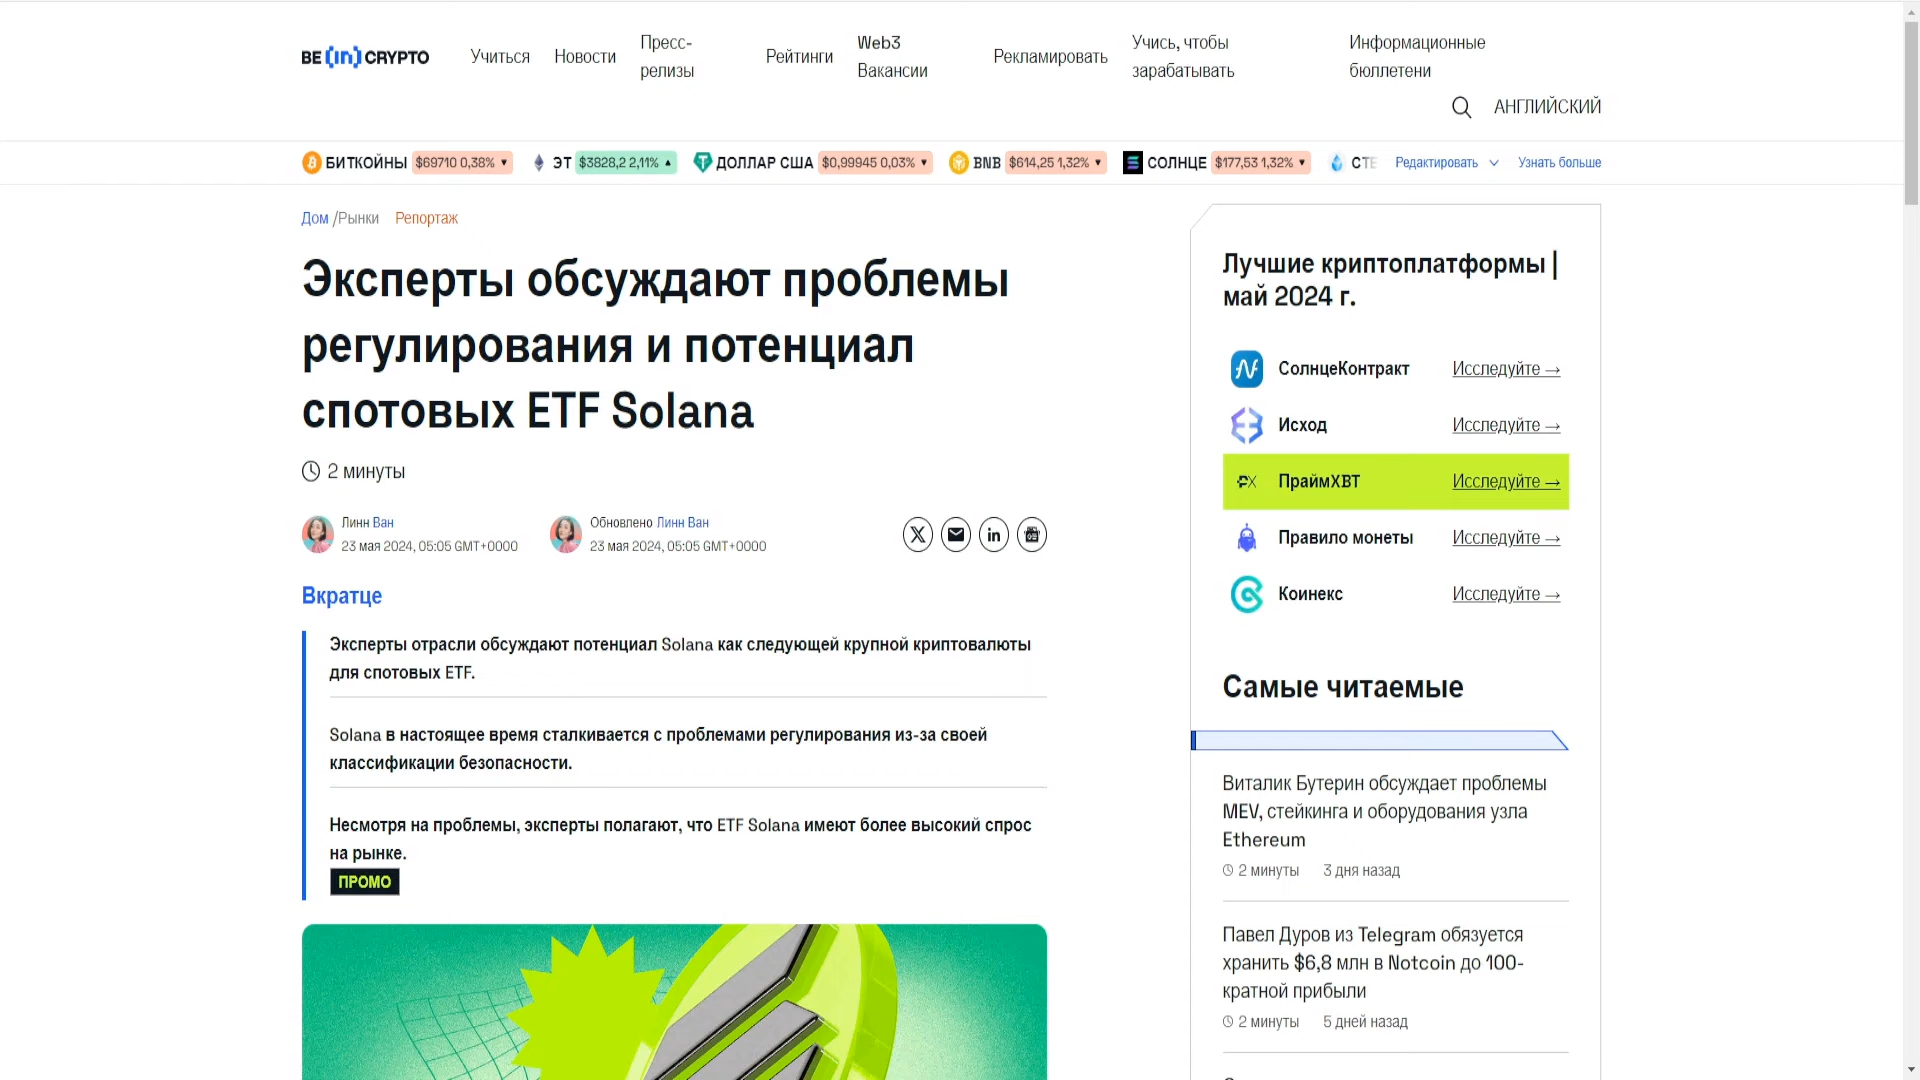 BE[in]CRYPTO
Учиться
Новости
Пресс-
релизы
Рейтинги
Web3
Вакансии
Рекламировать
Учись, чтобы
зарабатывать
Информационные
бюллетени
АНГЛИЙСКИЙ
БИТКОЙНЫ $69710 0,38% ▼
ЭТ $3828,2 2,11% ▲
ДОЛЛАР США $0,99945 0,03% ▼
BNB $614,25 1,32% ▼
СОЛНЦЕ $177,53 1,32% ▼
СТЕ
Редактировать
Узнать больше
Дом /Рынки Репортаж
Эксперты обсуждают проблемы
регулирования и потенциал
спотовых ETF Solana
2 минуты
Линн Ван
23 мая 2024, 05:05 GMT+0000
Обновлено Линн Ван
23 мая 2024, 05:05 GMT+0000
Вкратце
Эксперты отрасли обсуждают потенциал Solana как следующей крупной криптовалюты
для спотовых ETF.
Solana в настоящее время сталкивается с проблемами регулирования из-за своей
классификации безопасности.
Несмотря на проблемы, эксперты полагают, что ETF Solana имеют более высокий спрос
на рынке.
ПРОМО
Лучшие криптоплатформы |
май 2024 г.
СолнцеКонтракт Исследуйте →
Исход Исследуйте →
ПраймХВТ Исследуйте →
Правило монеты Исследуйте →
Коинекс Исследуйте →
Самые читаемые
Виталик Бутерин обсуждает проблемы
MEV, стейкинга и оборудования узла
Ethereum
2 минуты 3 дня назад
Павел Дуров из Telegram обязуется
хранить $6,8 млн в Notcoin до 100-
кратной прибыли
2 минуты 5 дней назад